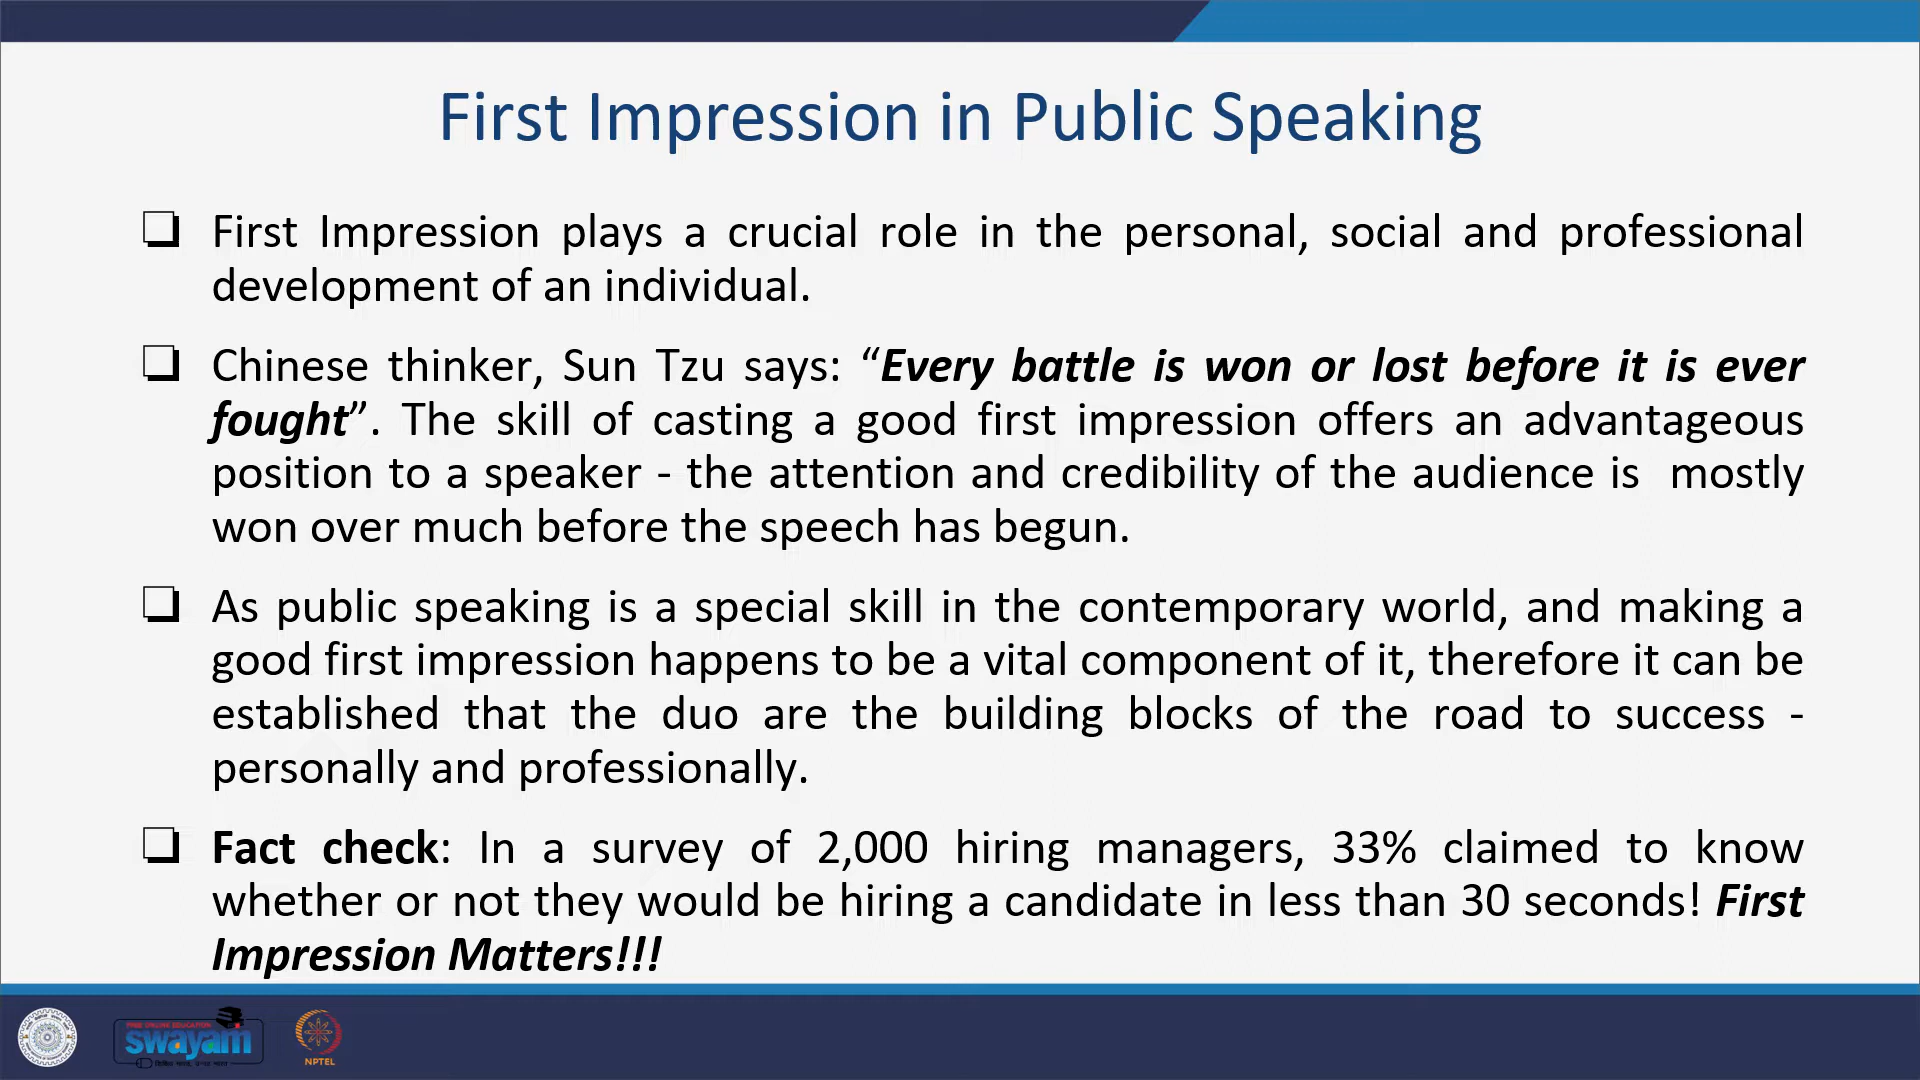 First Impression in Public Speaking
First Impression plays a crucial role in the personal, social and professional
development of an individual.
Chinese thinker, Sun Tzu says: “Every battle is won or lost before it is ever
fought”. The skill of casting a good first impression offers an advantageous
position to a speaker - the attention and credibility of the audience is  mostly
won over much before the speech has begun.
As public speaking is a special skill in the contemporary world, and making a
good first impression happens to be a vital component of it, therefore it can be
established that the duo are the building blocks of the road to success -
personally and professionally.
Fact check: In a survey of 2,000 hiring managers, 33% claimed to know
whether or not they would be hiring a candidate in less than 30 seconds! First
Impression Matters!!!
FREE ONLINE EDUCATION
swayam
NPTEL